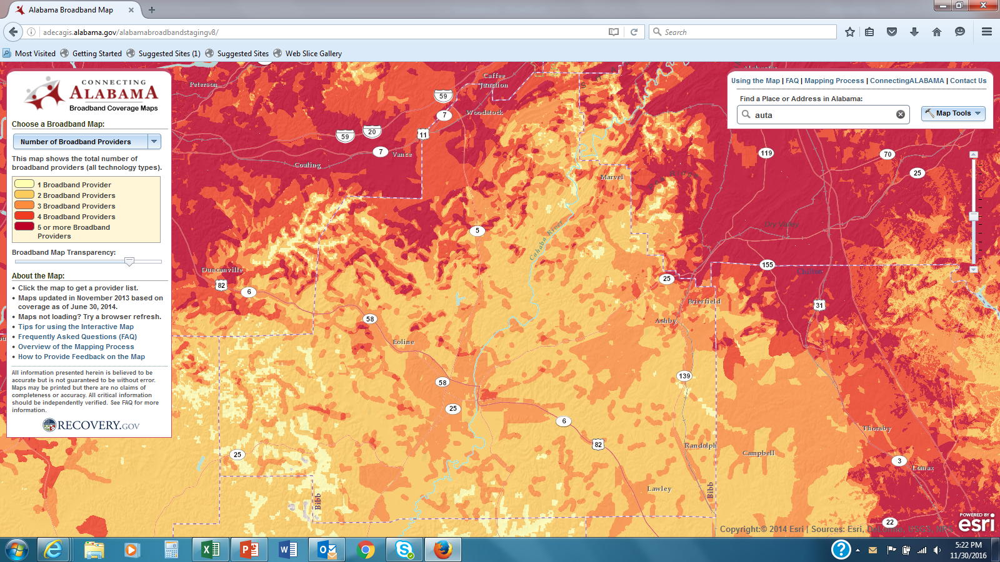 Alabama Broadband Map
adecagis.alabama.gov/alabamabroadbandstagingv8/
Search
Most Visited
Getting Started
Suggested Sites (1)
Suggested Sites
Web Slice Gallery
CONNECTING
ALABAMA
Broadband Coverage Maps
Choose a Broadband Map:
Number of Broadband Providers
This map shows the total number of
broadband providers (all technology types).
1 Broadband Provider
2 Broadband Providers
3 Broadband Providers
4 Broadband Providers
5 or more Broadband
Providers
Broadband Map Transparency:
About the Map:
• Click the map to get a provider list.
• Maps updated in November 2013 based on
coverage as of June 30, 2014.
• Maps not loading? Try a browser refresh.
• Tips for using the Interactive Map
• Frequently Asked Questions (FAQ)
• Overview of the Mapping Process
• How to Provide Feedback on the Map
All information presented herein is believed to be
accurate but is not guaranteed to be without error.
Maps may be printed but there are no claims of
completeness or accuracy. All critical information
should be independently verified. See FAQ for more
information.
RECOVERY.GOV
Using the Map | FAQ | Mapping Process | ConnectingALABAMA | Contact Us
Find a Place or Address in Alabama:
auta
Map Tools
Peterson
Caffee
Junction
59
7
Woodstock
11
59
20
7
Vance
Coaling
Marvel
119
70
25
5
Cahaba River
Dry Valley
155
Chilton
Duncanville
82
6
25
Brierfield
31
58
Ashby
Eoline
58
139
25
6
82
Thorsby
Randolph
Campbell
25
3
Lomax
Lawley
Bibb
Bibb
22
Copyright:© 2014 Esri | Sources: Esri, DeLorme, USGS, NPS
POWERED BY
esri
5:22 PM
11/30/2016